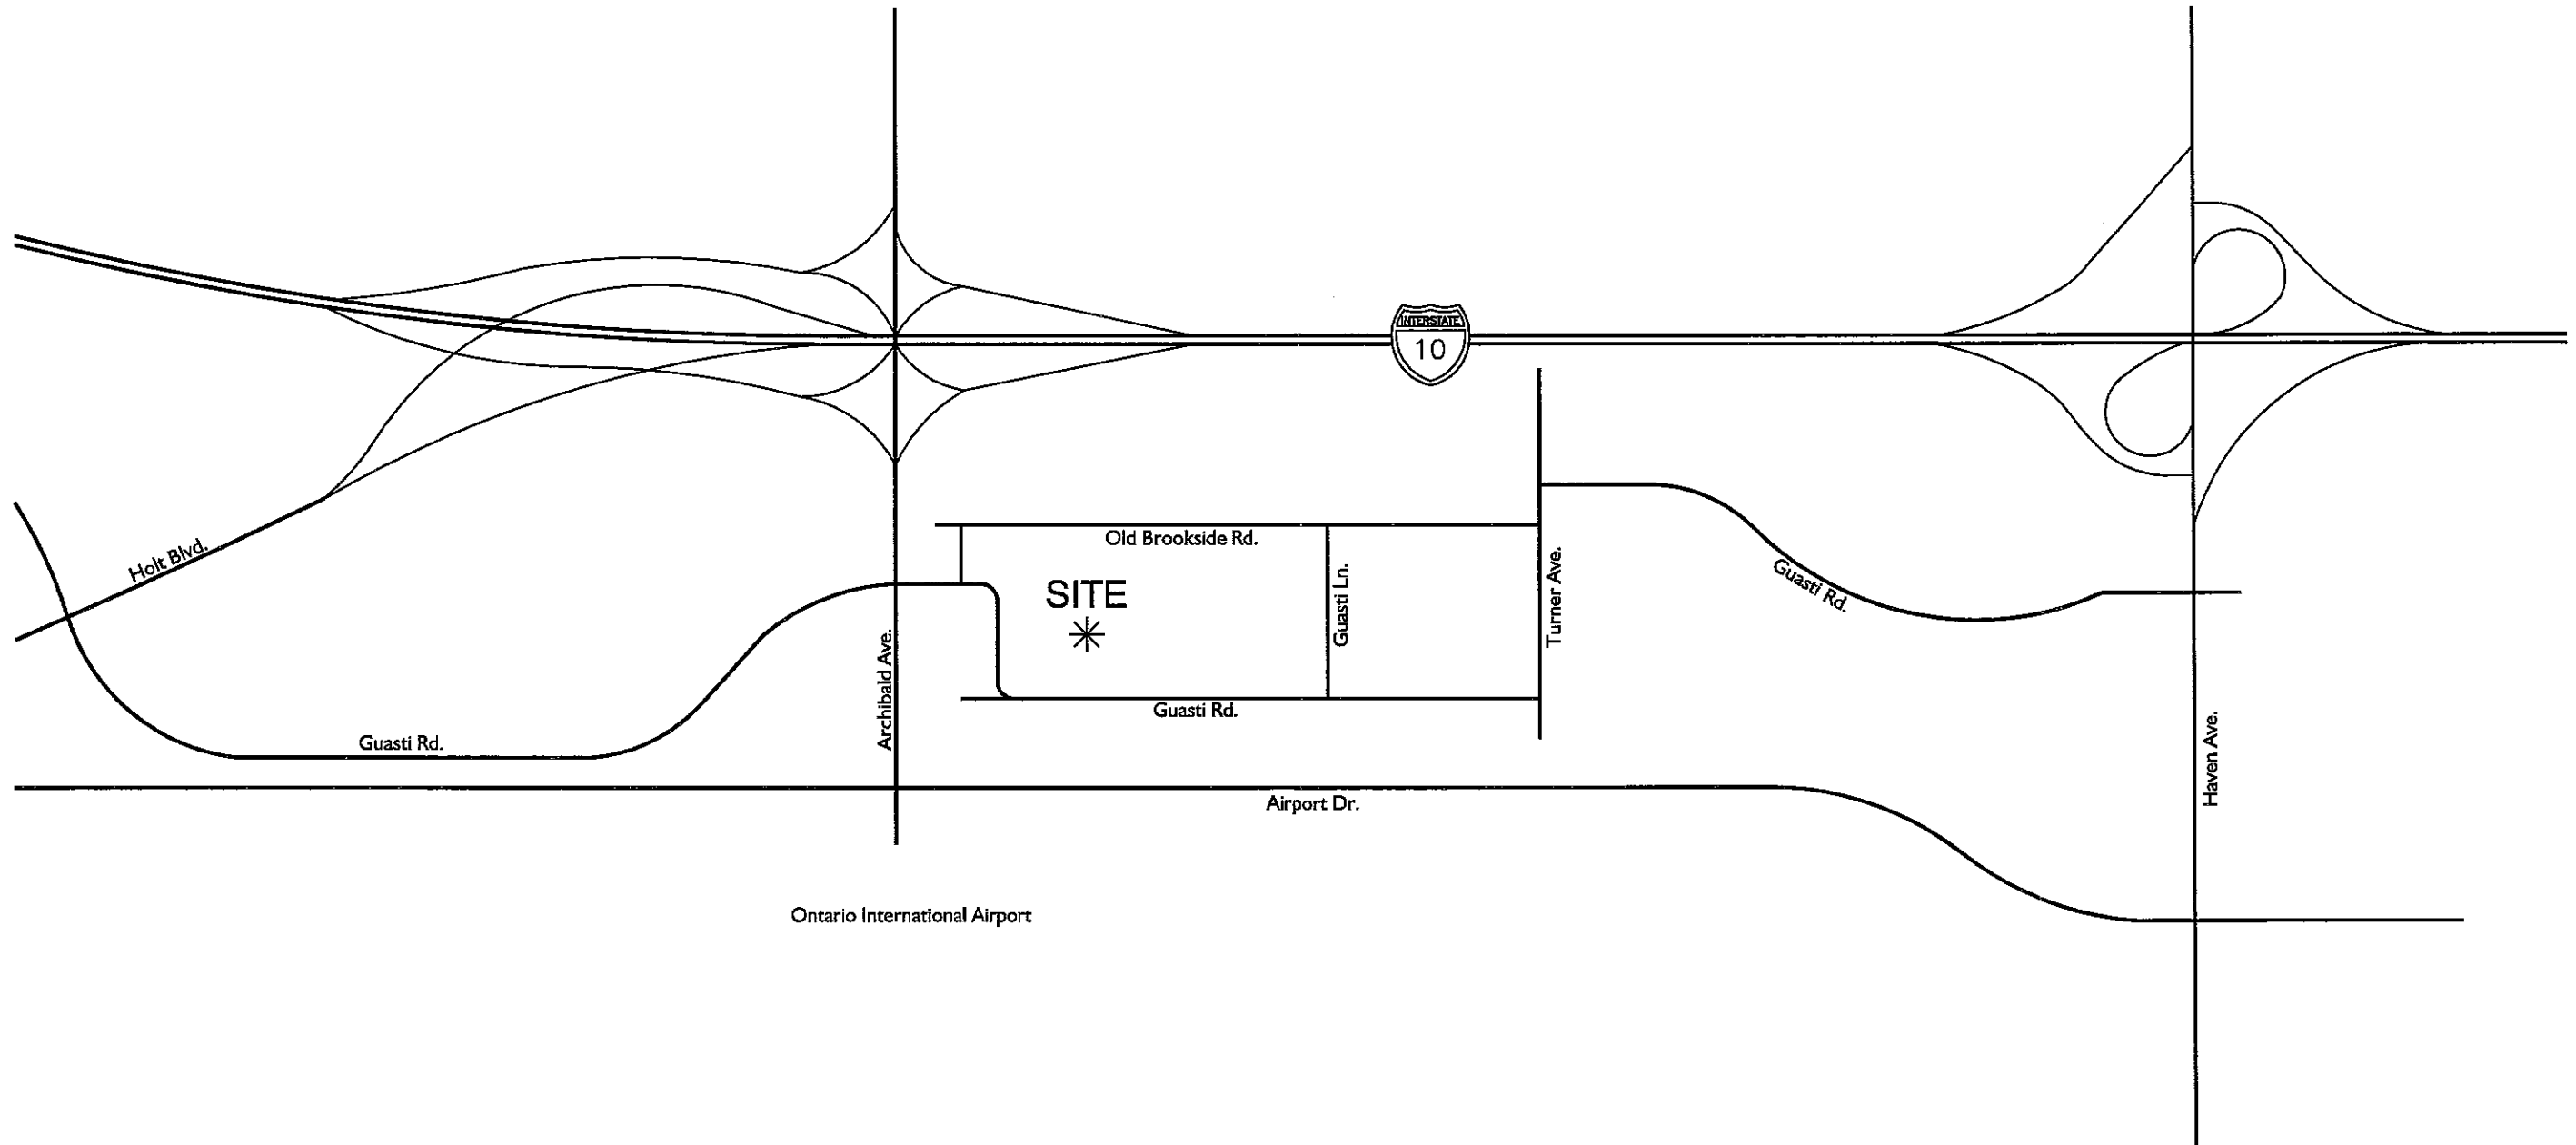 INTERSTATE
10
Holt Blvd.
Old Brookside Rd.
SITE
Guasti Ln.
Turner Ave.
Guasti Rd.
Archibald Ave.
Guasti Rd.
Guasti Rd.
Haven Ave.
Airport Dr.
Ontario International Airport